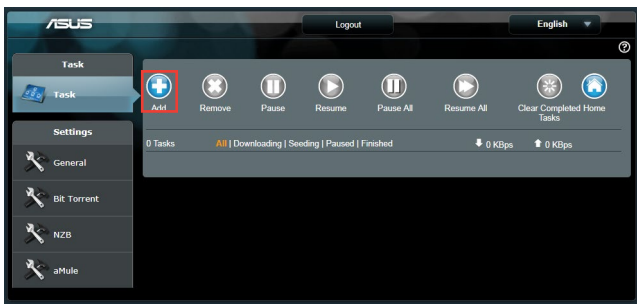 ASUS
Logout
English
?
Task
Task
Settings
General
Bit Torrent
NZB
aMule
Add
Remove
Pause
Resume
Pause All
Resume All
Clear Completed Tasks
Home
0 Tasks
All | Downloading | Seeding | Paused | Finished
0 KBps
0 KBps